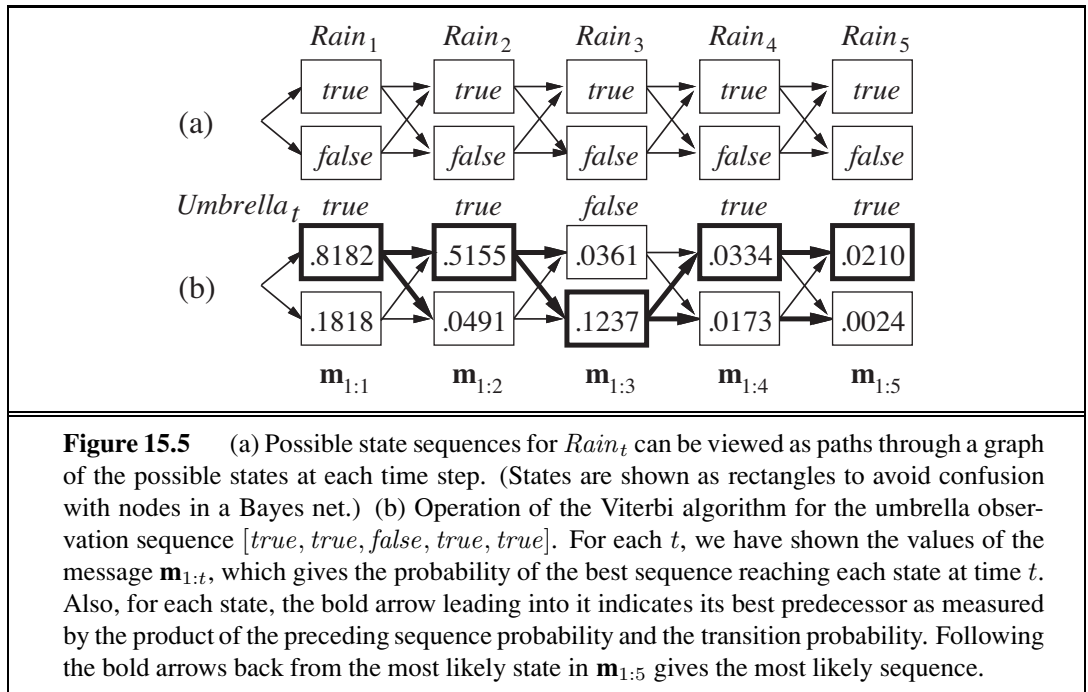 Rain₁ Rain₂ Rain₃ Rain₄ Rain₅
true true true true true
(a)
false false false false false
Umbrellaₜ true true false true true
.8182 .5155 .0361 .0334 .0210
(b)
.1818 .0491 .1237 .0173 .0024
m₁:₁ m₁:₂ m₁:₃ m₁:₄ m₁:₅
Figure 15.5 (a) Possible state sequences for Rainₜ can be viewed as paths through a graph
of the possible states at each time step. (States are shown as rectangles to avoid confusion
with nodes in a Bayes net.) (b) Operation of the Viterbi algorithm for the umbrella obser-
vation sequence [true, true, false, true, true]. For each t, we have shown the values of the
message m₁:ₜ, which gives the probability of the best sequence reaching each state at time t.
Also, for each state, the bold arrow leading into it indicates its best predecessor as measured
by the product of the preceding sequence probability and the transition probability. Following
the bold arrows back from the most likely state in m₁:₅ gives the most likely sequence.